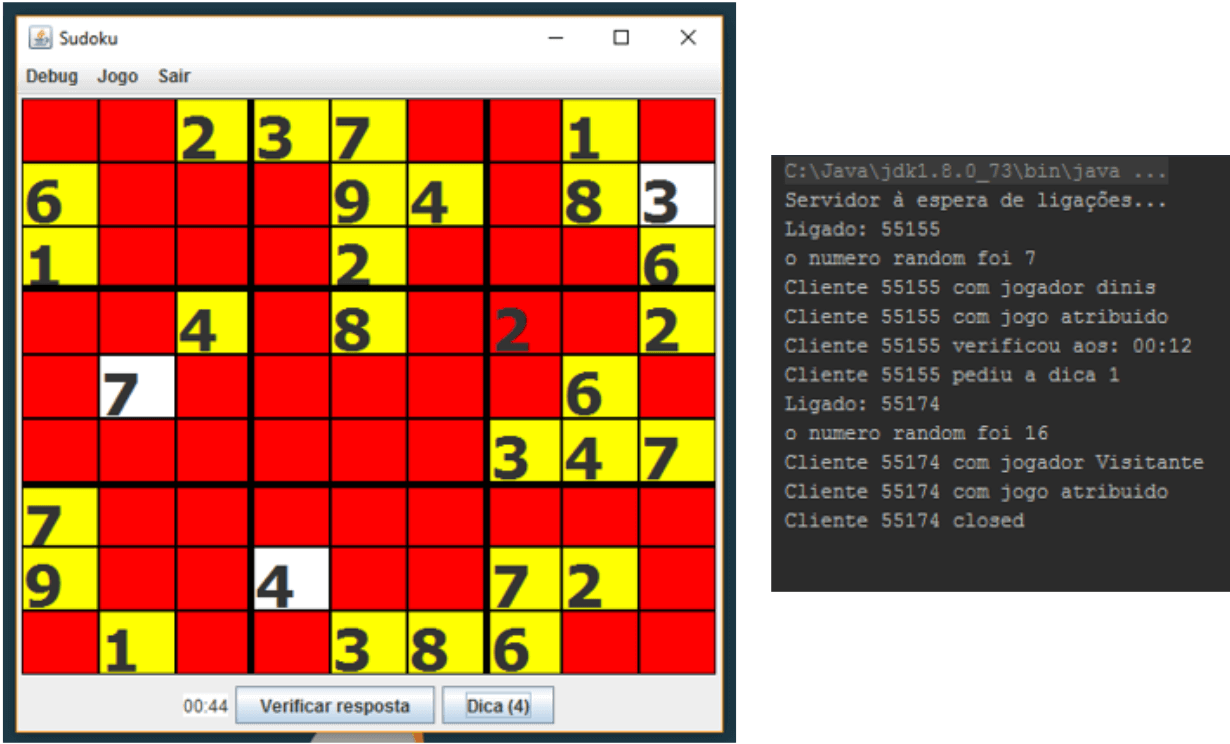 Sudoku
Debug Jogo Sair
2 3 7 1
6 9 4 8 3
1 2 6
4 8 2 2
7 6
3 4 7
7
9 4 7 2
1 3 8 6
00:44 Verificar resposta Dica (4)
C:\Java\jdk1.8.0_73\bin\java ...
Servidor à espera de ligações...
Ligado: 55155
o numero random foi 7
Cliente 55155 com jogador dinis
Cliente 55155 com jogo atribuido
Cliente 55155 verificou aos: 00:12
Cliente 55155 pediu a dica 1
Ligado: 55174
o numero random foi 16
Cliente 55174 com jogador Visitante
Cliente 55174 com jogo atribuido
Cliente 55174 closed